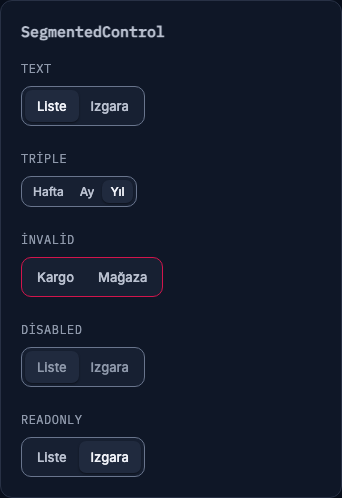 SegmentedControl
TEXT
Liste Izgara
TRİPLE
Hafta Ay Yıl
İNVALİD
Kargo Mağaza
DİSABLED
Liste Izgara
READONLY
Liste Izgara